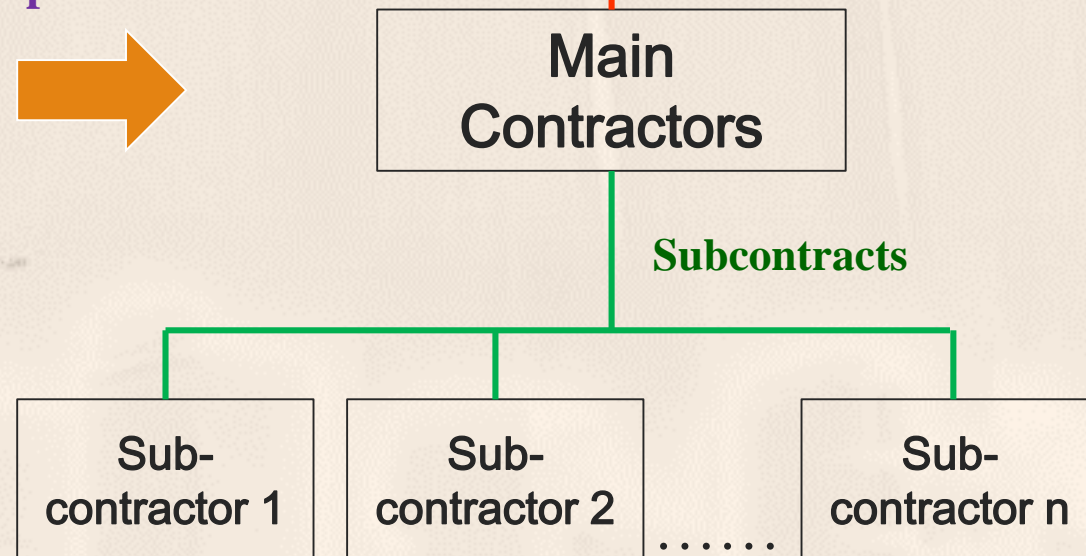 Main
Contractors
Subcontracts
Sub-
contractor 1
Sub-
contractor 2
......
Sub-
contractor n